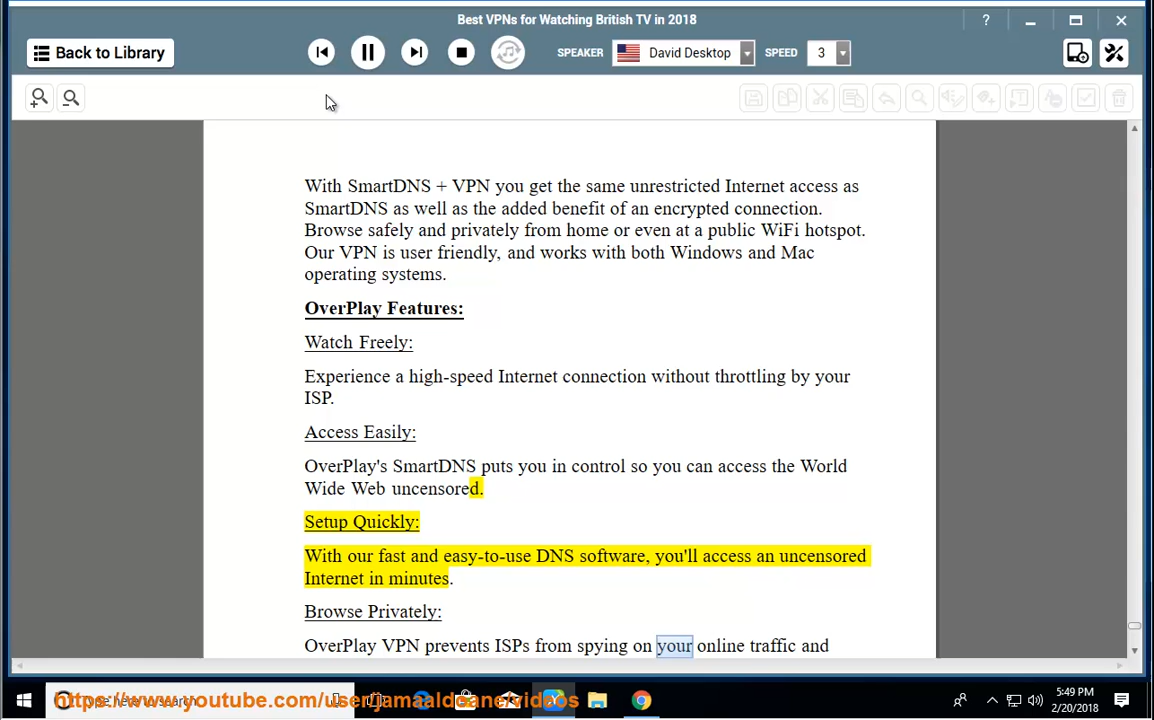 Best VPNs for Watching British TV in 2018
?
Back to Library
SPEAKER
David Desktop
SPEED
3
With SmartDNS + VPN you get the same unrestricted Internet access as
SmartDNS as well as the added benefit of an encrypted connection.
Browse safely and privately from home or even at a public WiFi hotspot.
Our VPN is user friendly, and works with both Windows and Mac
operating systems.
OverPlay Features:
Watch Freely:
Experience a high-speed Internet connection without throttling by your
ISP.
Access Easily:
OverPlay's SmartDNS puts you in control so you can access the World
Wide Web uncensored.
Setup Quickly:
With our fast and easy-to-use DNS software, you'll access an uncensored
Internet in minutes.
Browse Privately:
OverPlay VPN prevents ISPs from spying on your online traffic and
https://www.youtube.com/user/jamaaldoane/videos
5:49 PM
2/20/2018